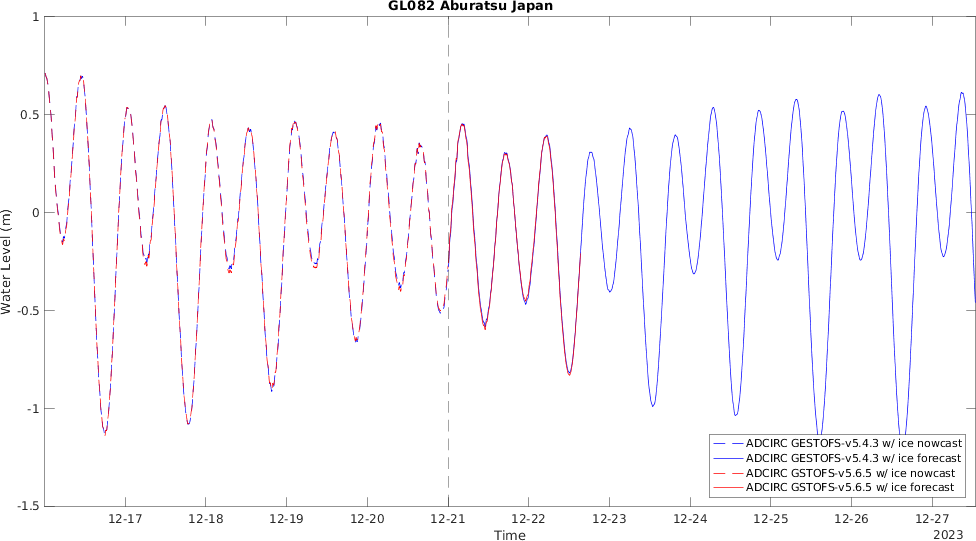 GL082 Aburatsu Japan
1
0.5
0
-0.5
-1
-1.5
Water Level (m)
12-17 12-18 12-19 12-20 12-21 12-22 12-23 12-24 12-25 12-26 12-27
Time
2023
ADCIRC GESTOFS-v5.4.3 w/ ice nowcast
ADCIRC GESTOFS-v5.4.3 w/ ice forecast
ADCIRC GSTOFS-v5.6.5 w/ ice nowcast
ADCIRC GSTOFS-v5.6.5 w/ ice forecast